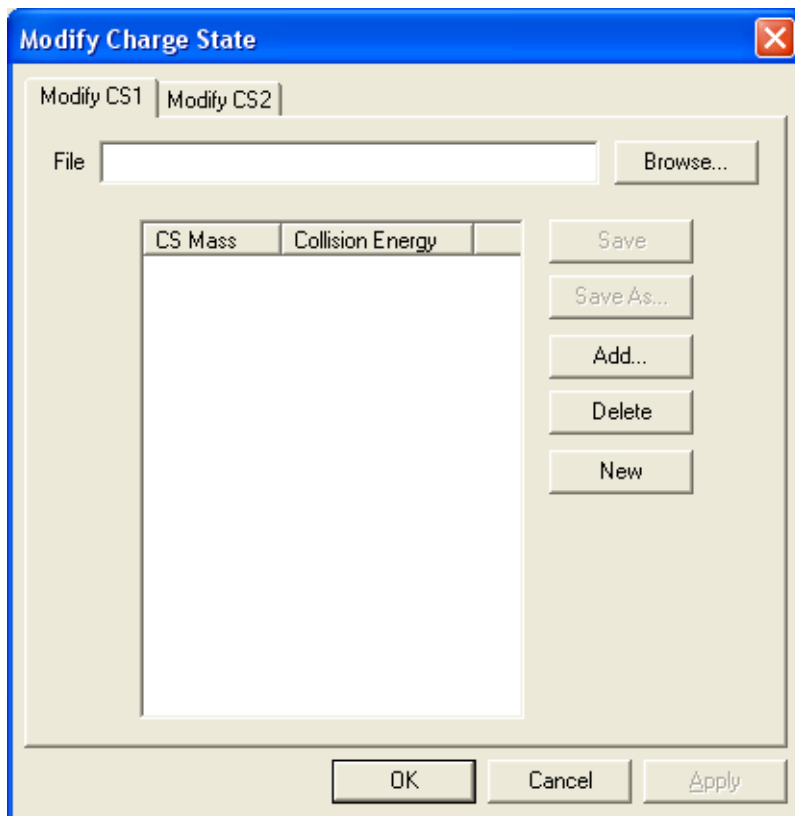 Modify Charge State
Modify CS1 Modify CS2
File Browse...
CS Mass Collision Energy Save
Save As...
Add...
Delete
New
OK Cancel Apply